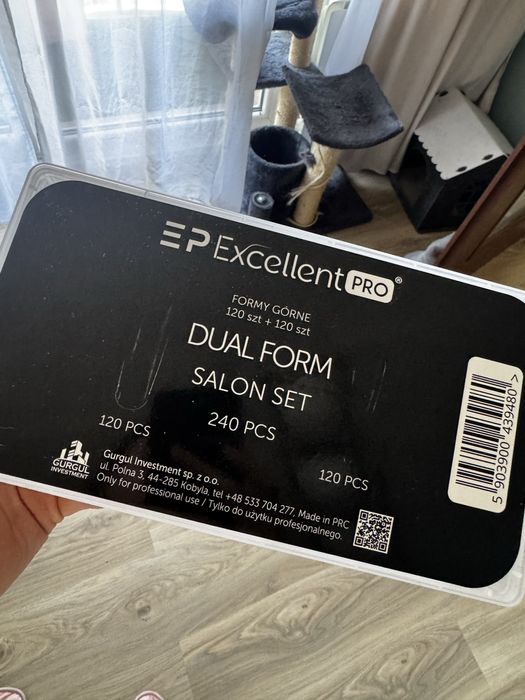 EP Excellent PRO®
FORMY GÓRNE
120 szt + 120 szt
DUAL FORM
SALON SET
120 PCS
240 PCS
120 PCS
GURGUL
INVESTMENT
Gurgul Investment sp. z o.o.
ul. Polna 3, 44-285 Kobyla, tel +48 533 704 277, Made in PRC
Only for professional use / Tylko do użytku profesjonalnego.
5 903900 439480 >